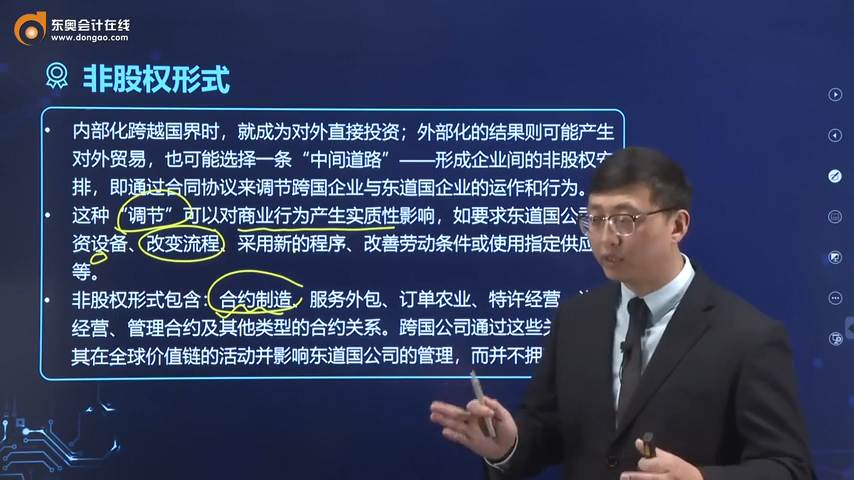 东奥会计在线
www.dongao.com
非股权形式
• 内部化跨越国界时，就成为对外直接投资；外部化的结果则可能产生
对外贸易，也可能选择一条“中间道路”——形成企业间的非股权安
排，即通过合同协议来调节跨国企业与东道国企业的运作和行为。
• 这种“调节”可以对商业行为产生实质性影响，如要求东道国公
资设备、改变流程、采用新的程序、改善劳动条件或使用指定供应
等。
• 非股权形式包含：合约制造、服务外包、订单农业、特许经营、
经营、管理合约及其他类型的合约关系。跨国公司通过这些
其在全球价值链的活动并影响东道国公司的管理，而并不拥